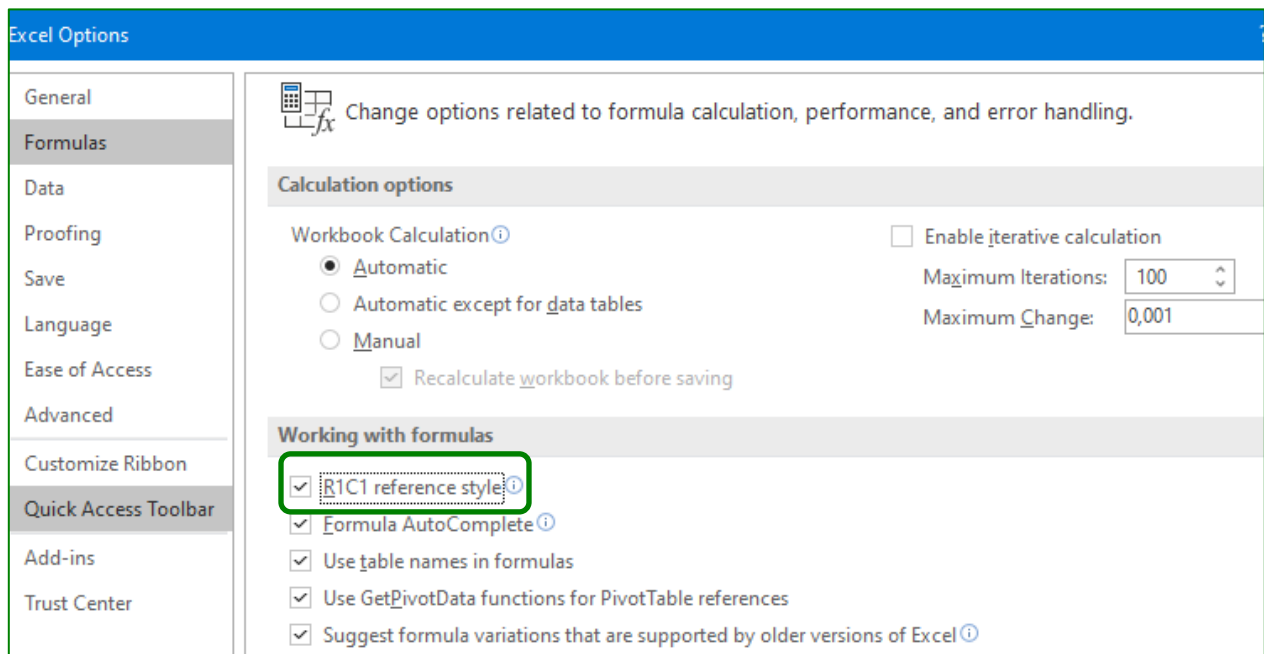 Excel Options
?
General
Formulas
Data
Proofing
Save
Language
Ease of Access
Advanced
Customize Ribbon
Quick Access Toolbar
Add-ins
Trust Center
fx Change options related to formula calculation, performance, and error handling.
Calculation options
Workbook Calculation
Automatic
Automatic except for data tables
Manual
Recalculate workbook before saving
Enable iterative calculation
Maximum Iterations: 100
Maximum Change: 0,001
Working with formulas
R1C1 reference style
Formula AutoComplete
Use table names in formulas
Use GetPivotData functions for PivotTable references
Suggest formula variations that are supported by older versions of Excel